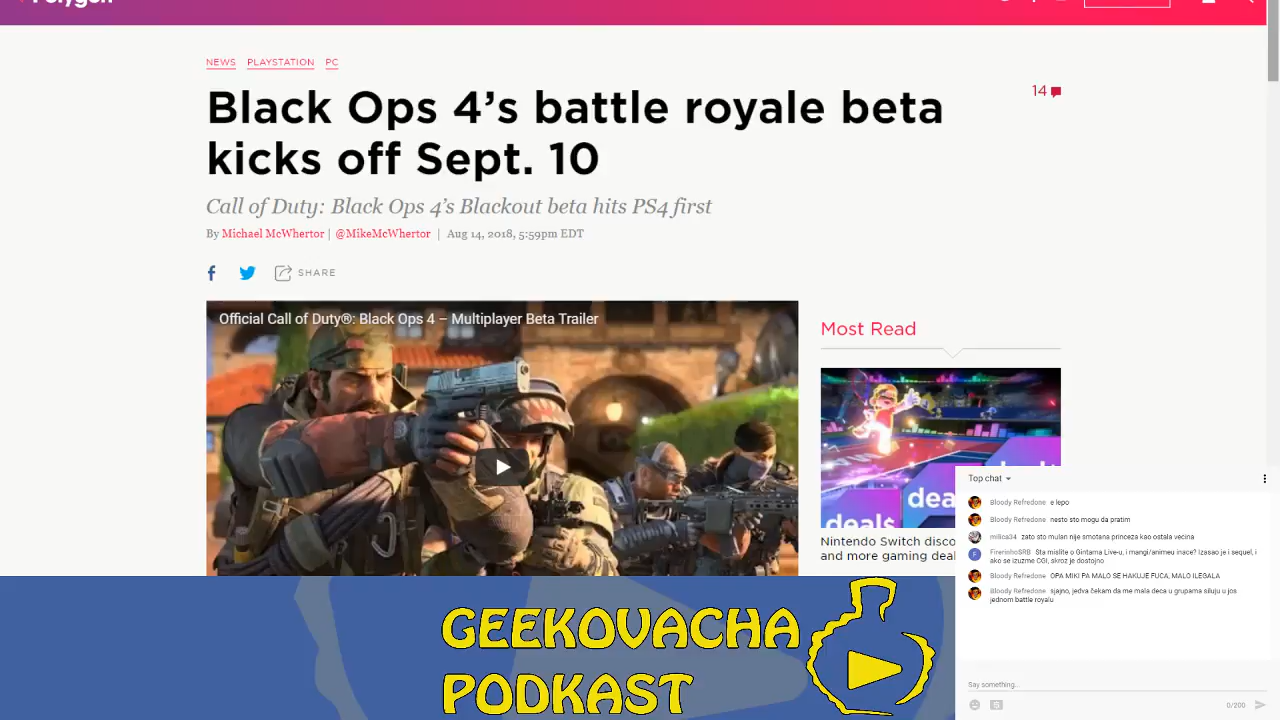 NEWS PLAYSTATION PC
Black Ops 4’s battle royale beta
kicks off Sept. 10
14
Call of Duty: Black Ops 4’s Blackout beta hits PS4 first
By Michael McWhertor | @MikeMcWhertor | Aug 14, 2018, 5:59pm EDT
SHARE
Official Call of Duty®: Black Ops 4 – Multiplayer Beta Trailer
Most Read
deals
Nintendo Switch disco
and more gaming deal
Top chat
Bloody Refredone e lepo
Bloody Refredone nesto sto mogu da pratim
milica34 zato sto mulan nije smotana princeza kao ostala vecina
F
FirerinhoSRB Sta mislite o Gintama Live-u, i mangi/animeu inace? Izasao je i sequel, i
ako se izuzme CGI, skroz je dostojno
Bloody Refredone OPA MIKI PA MALO SE HAKUJE FUCA, MALO ILEGALA
Bloody Refredone sjajno, jedva čekam da me mala deca u grupama siluju u jos
jednom battle royalu
Say something...
0/200
GEEKOVACHA
PODKAST